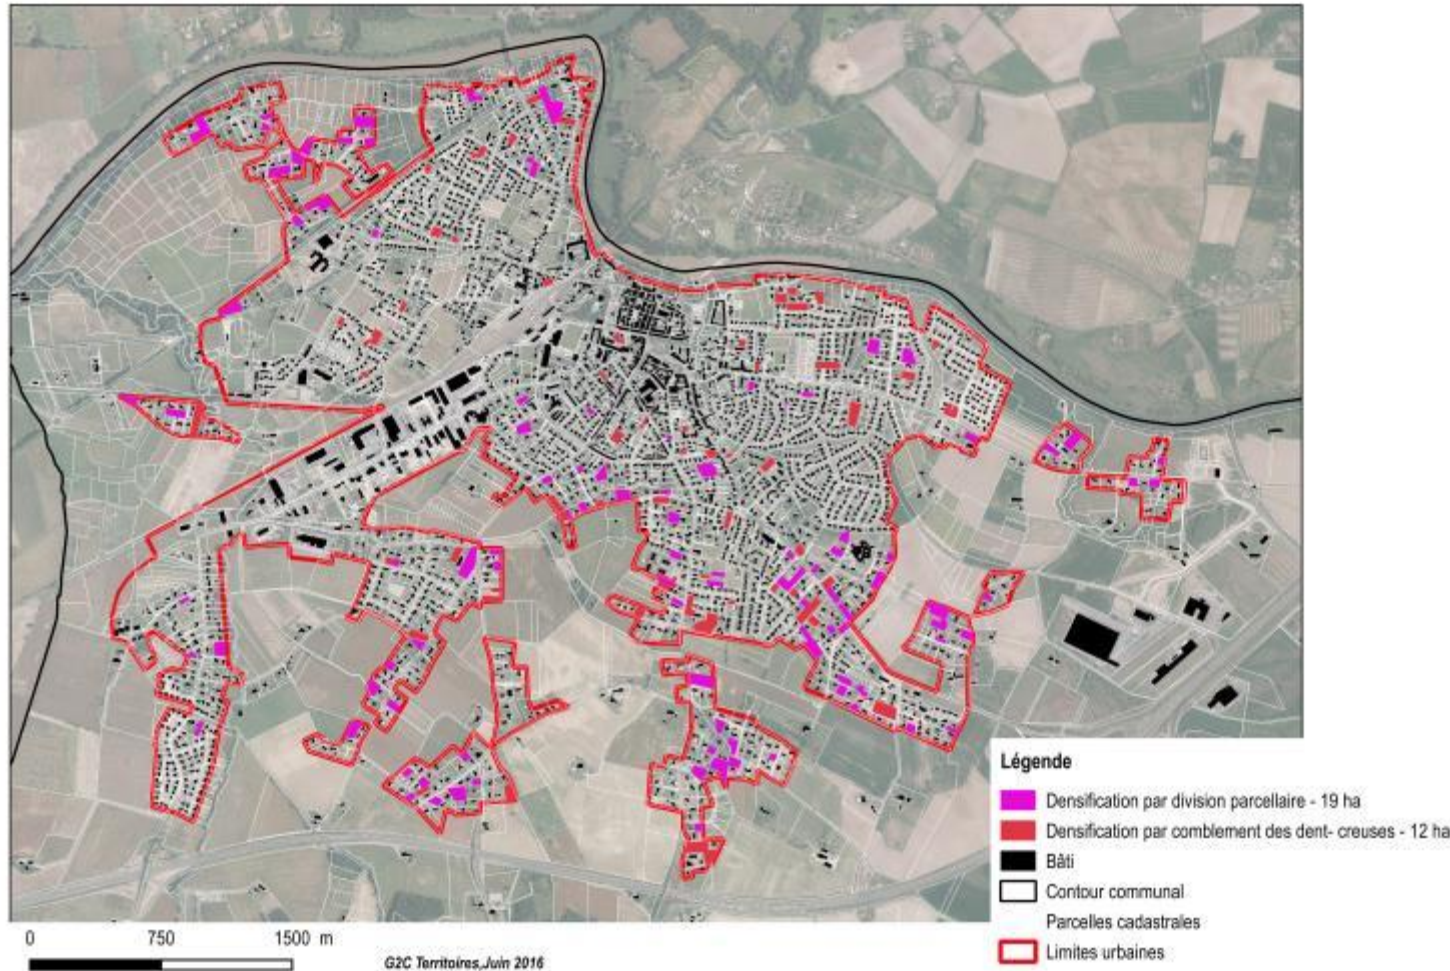 Légende
Densification par division parcellaire - 19 ha
Densification par comblement des dent- creuses - 12 ha
Bâti
Contour communal
Parcelles cadastrales
Limites urbaines
0 750 1500 m
G2C Territoires,Juin 2016